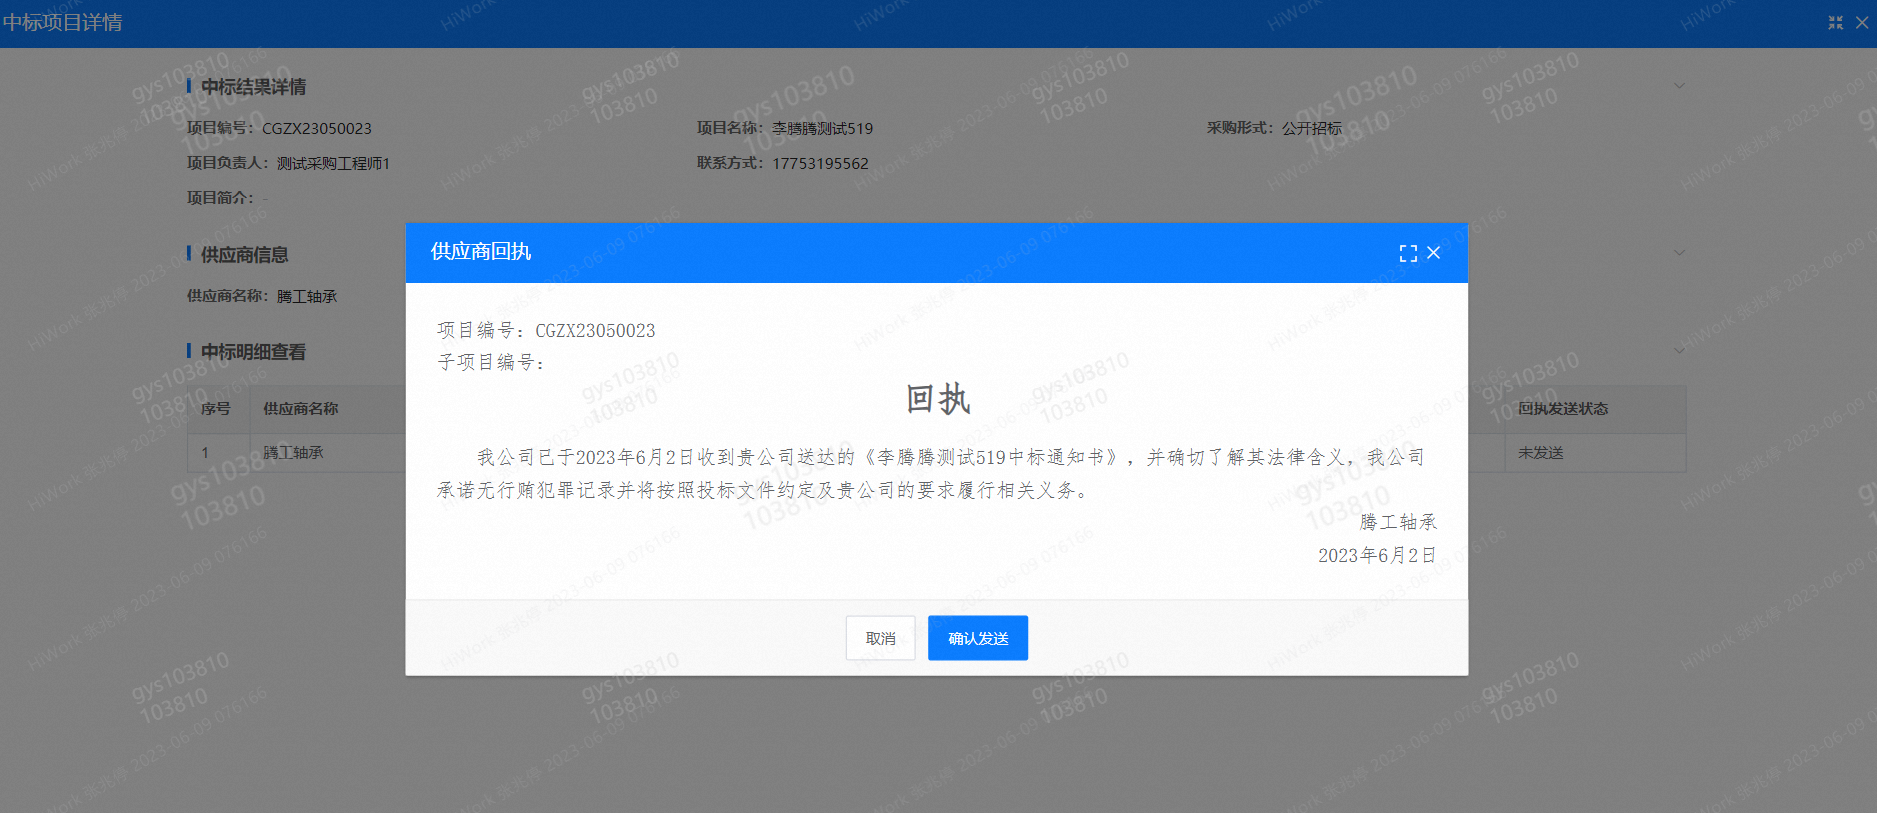 中标项目详情
中标结果详情
项目编号：CGZX23050023
项目名称：李腾腾测试519
采购形式：公开招标
项目负责人：测试采购工程师1
联系方式：17753195562
项目简介：-
供应商信息
供应商名称：腾工轴承
中标明细查看
序号 供应商名称 回执发送状态
1 腾工轴承 未发送
供应商回执
项目编号：CGZX23050023
子项目编号：
回执
我公司已于2023年6月2日收到贵公司送达的《李腾腾测试519中标通知书》，并确切了解其法律含义，我公司
承诺无行贿犯罪记录并将按照投标文件约定及贵公司的要求履行相关义务。
腾工轴承
2023年6月2日
取消 确认发送
gys103810
103810
HiWork 张兆停 2023-06-09 076166